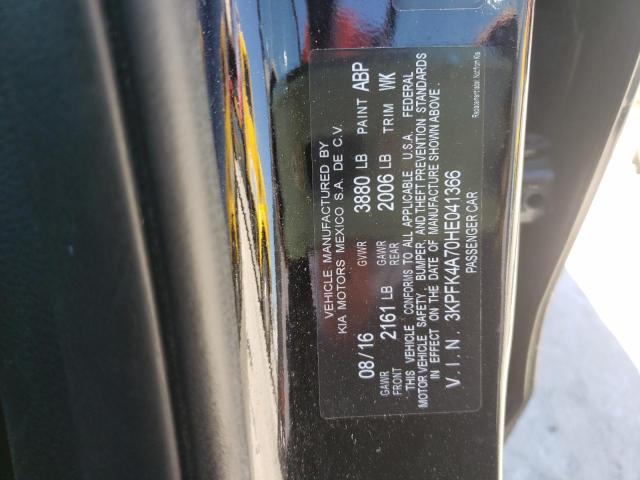 VEHICLE MANUFACTURED BY
KIA MOTORS MEXICO S.A. DE C.V.
08/16 GVWR 3880 LB PAINT ABP
GAWR FRONT 2161 LB GAWR REAR 2006 LB TRIM WK
THIS VEHICLE CONFORMS TO ALL APPLICABLE U.S.A. FEDERAL
MOTOR VEHICLE SAFETY, BUMPER, AND THEFT PREVENTION STANDARDS
IN EFFECT ON THE DATE OF MANUFACTURE SHOWN ABOVE.
V.I.N. 3KPFK4A70HE041366
PASSENGER CAR